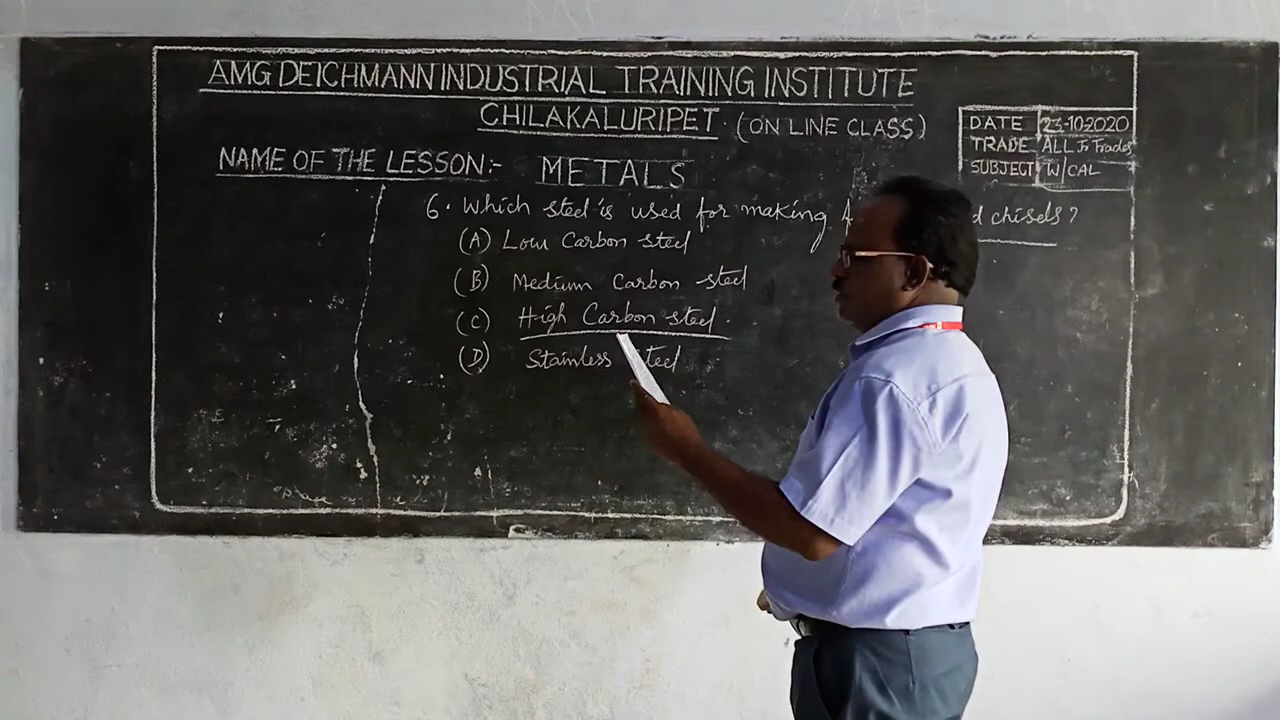 AMG DEICHMANN INDUSTRIAL TRAINING INSTITUTE
CHILAKALURIPET. (ON LINE CLASS)
DATE 23-10-2020
TRADE ALL Jr Trades
SUBJECT W/CAL
NAME OF THE LESSON:- METALS
6. Which steel is used for making chisels?
(A) Low Carbon steel
(B) Medium Carbon steel
(C) High Carbon steel.
(D) Stainless steel